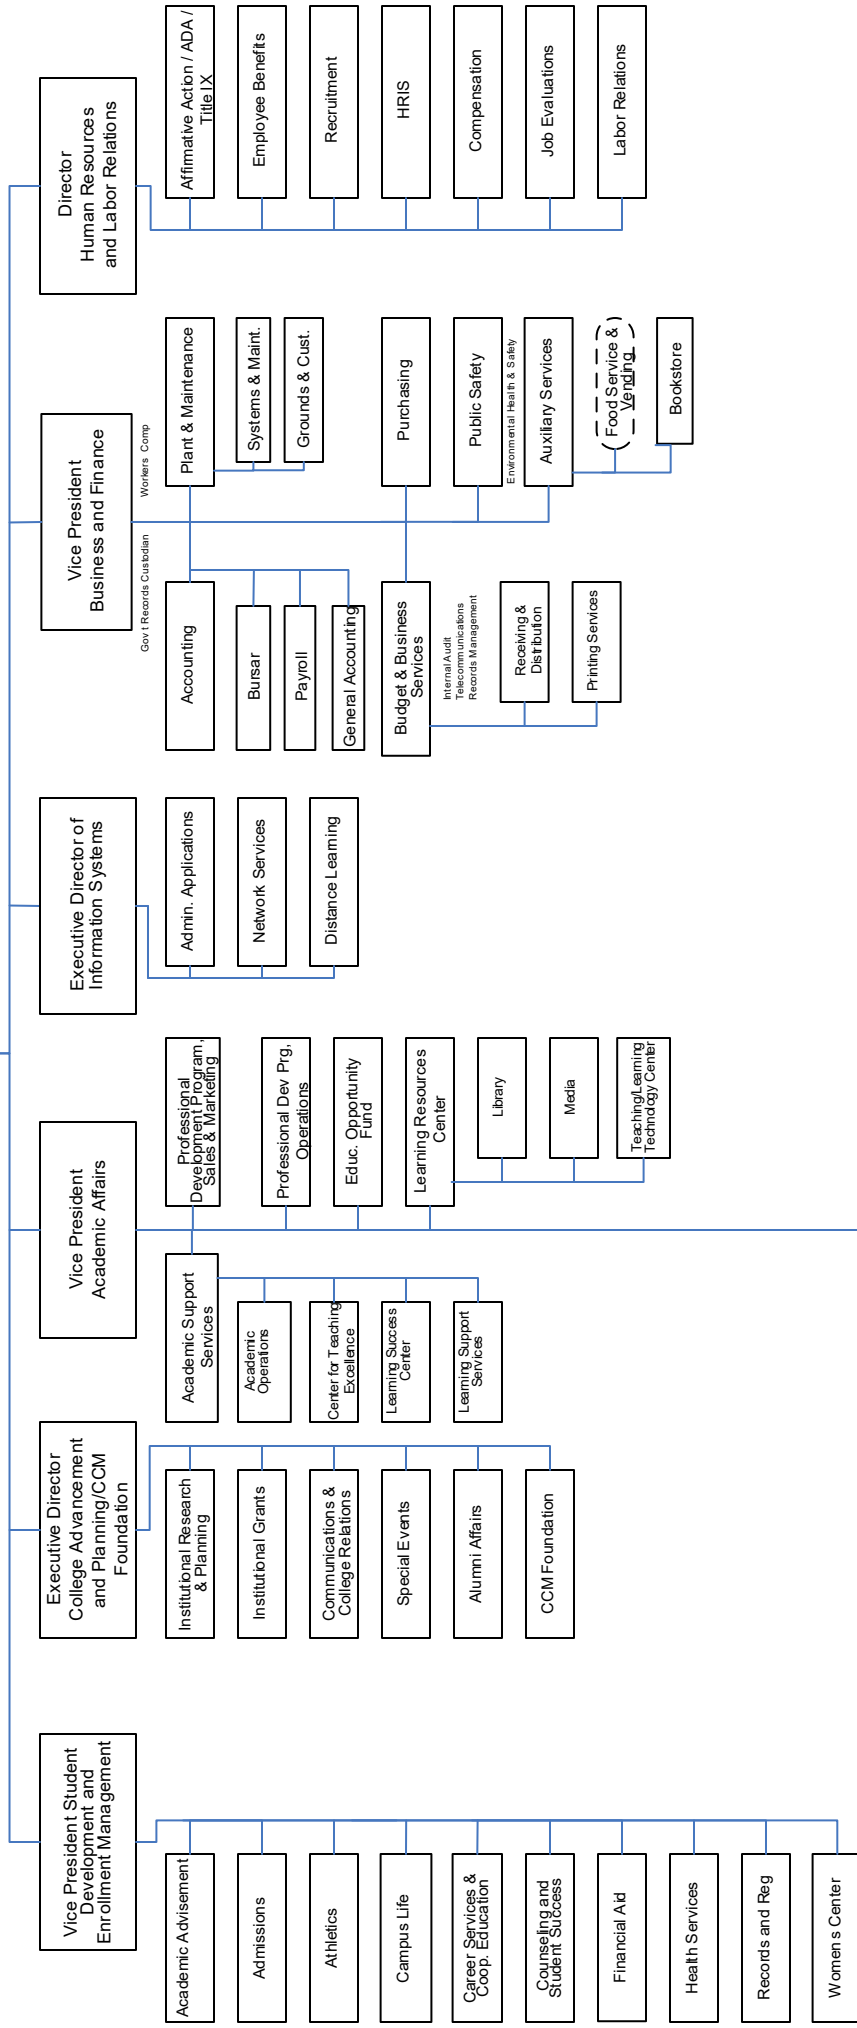 Vice President Student
Development and
Enrollment Management
Academic Advisement
Admissions
Athletics
Campus Life
Career Services &
Coop. Education
Counseling and
Student Success
Financial Aid
Health Services
Records and Reg
Women s Center
Executive Director
College Advancement
and Planning/CCM
Foundation
Institutional Research
& Planning
Institutional Grants
Communications &
College Relations
Special Events
Alumni Affairs
CCM Foundation
Vice President
Academic Affairs
Academic Support
Services
Academic
Operations
Center for Teaching
Excellence
Learning Success
Center
Learning Support
Services
Professional
Development Program,
Sales & Marketing
Professional Dev Prg,
Operations
Educ. Opportunity
Fund
Learning Resources
Center
Library
Media
Teaching/Learning
Technology Center
Executive Director of
Information Systems
Admin. Applications
Network Services
Distance Learning
Vice President
Business and Finance
Gov t Records Custodian
Workers Comp
Accounting
Bursar
Payroll
General Accounting
Budget & Business
Services
Internal Audit
Telecommunications
Records Management
Receiving &
Distribution
Printing Services
Plant & Maintenance
Systems & Maint.
Grounds & Cust.
Purchasing
Public Safety
Environmental Health & Safety
Auxiliary Services
Food Service &
Vending
Bookstore
Director
Human Resources
and Labor Relations
Affirmative Action / ADA /
Title IX
Employee Benefits
Recruitment
HRIS
Compensation
Job Evaluations
Labor Relations